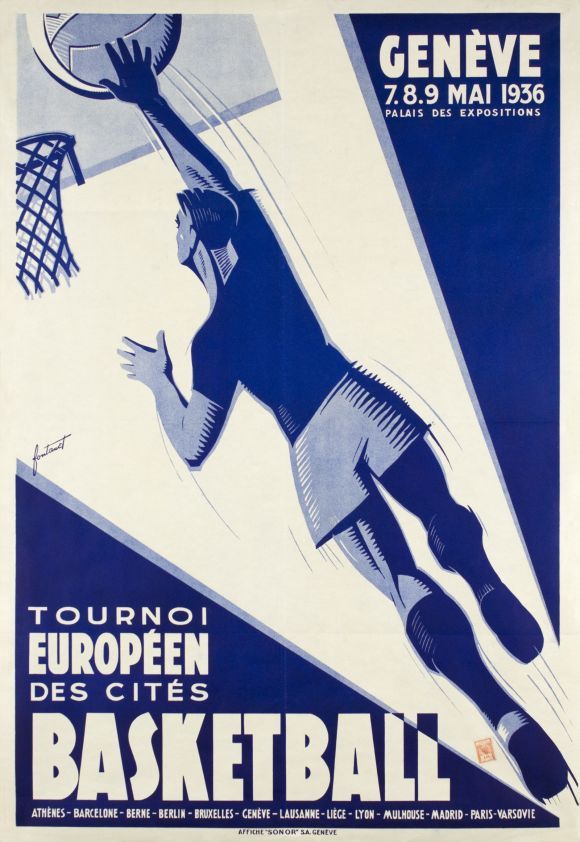 GENÈVE
7.8.9 MAI 1936
PALAIS DES EXPOSITIONS
fontanet
TOURNOI
EUROPÉEN
DES CITÉS
BASKETBALL
ATHÈNES - BARCELONE - BERNE - BERLIN - BRUXELLES - GENÈVE - LAUSANNE - LIÈGE - LYON - MULHOUSE - MADRID - PARIS - VARSOVIE
AFFICHE "SONOR" S.A. GENÈVE